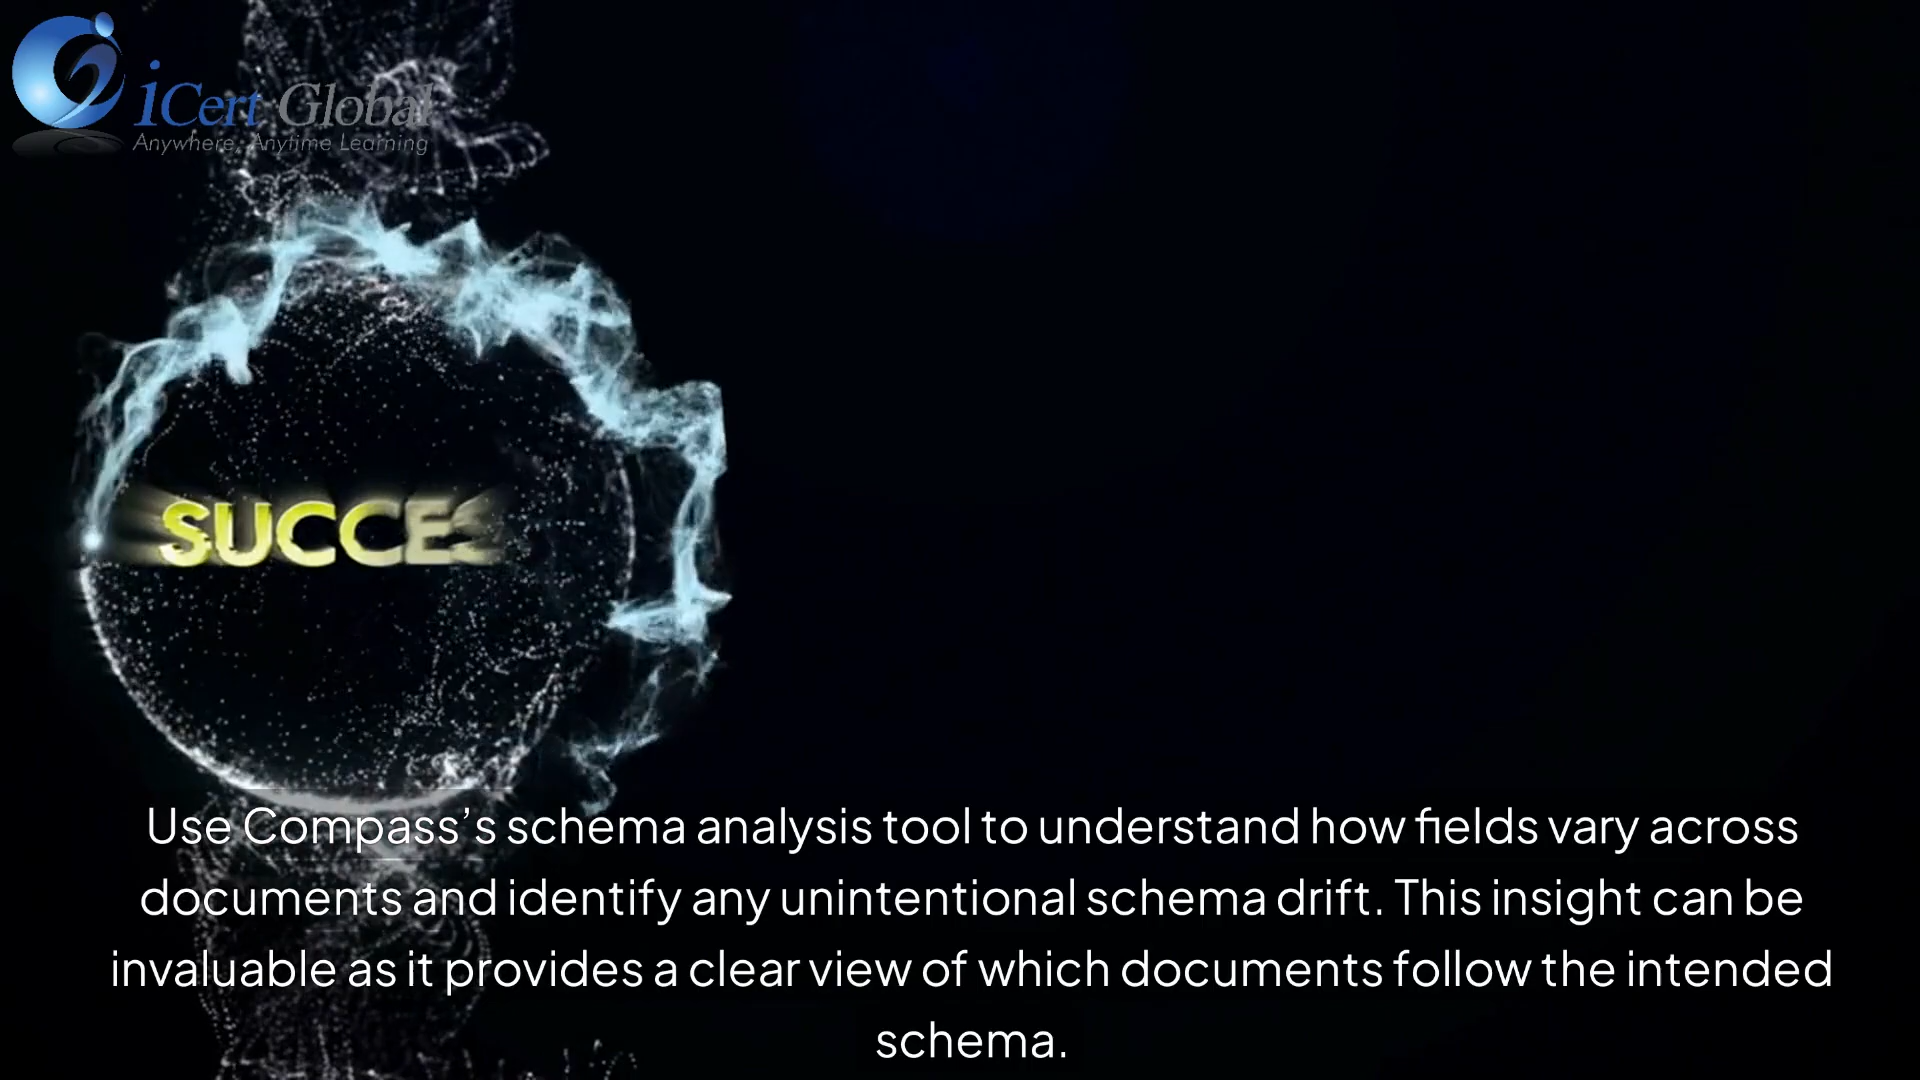 iCert Global
Anywhere, Anytime Learning
SUCCES
Use Compass’s schema analysis tool to understand how fields vary across
documents and identify any unintentional schema drift. This insight can be
invaluable as it provides a clear view of which documents follow the intended
schema.